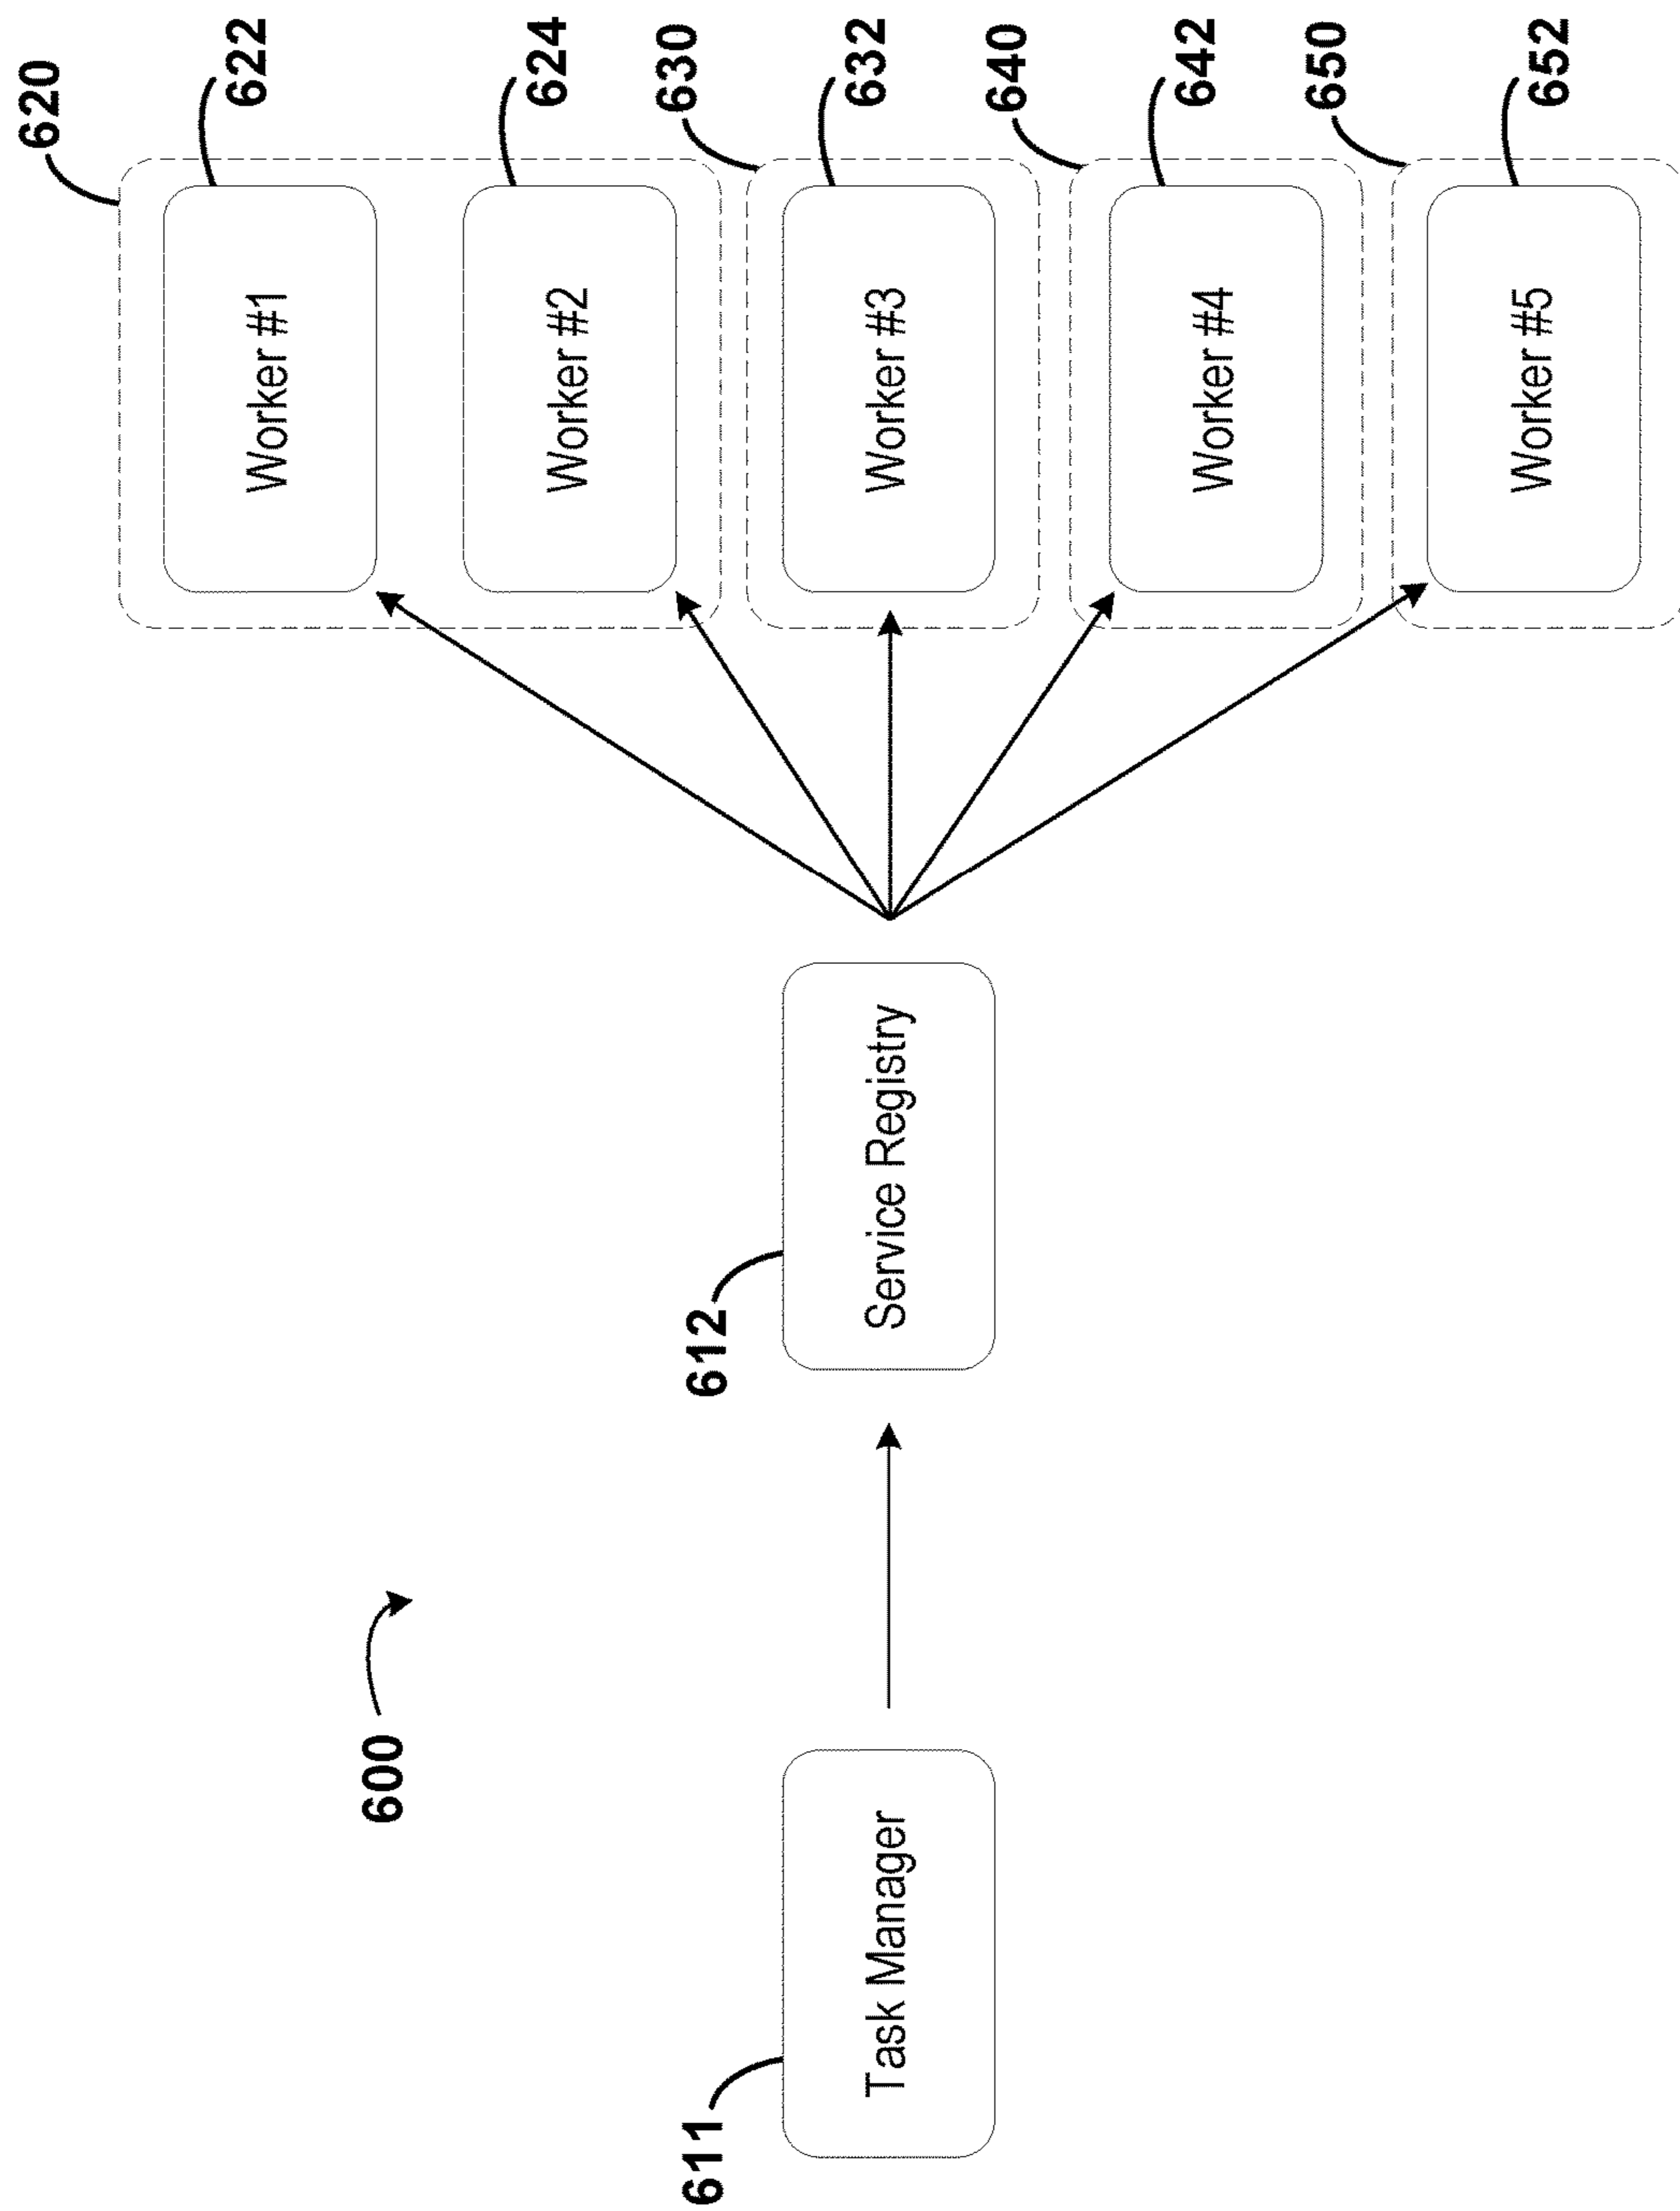 600
611
Task Manager
612
Service Registry
620
Worker #1
622
Worker #2
624
630
Worker #3
632
640
Worker #4
642
650
Worker #5
652